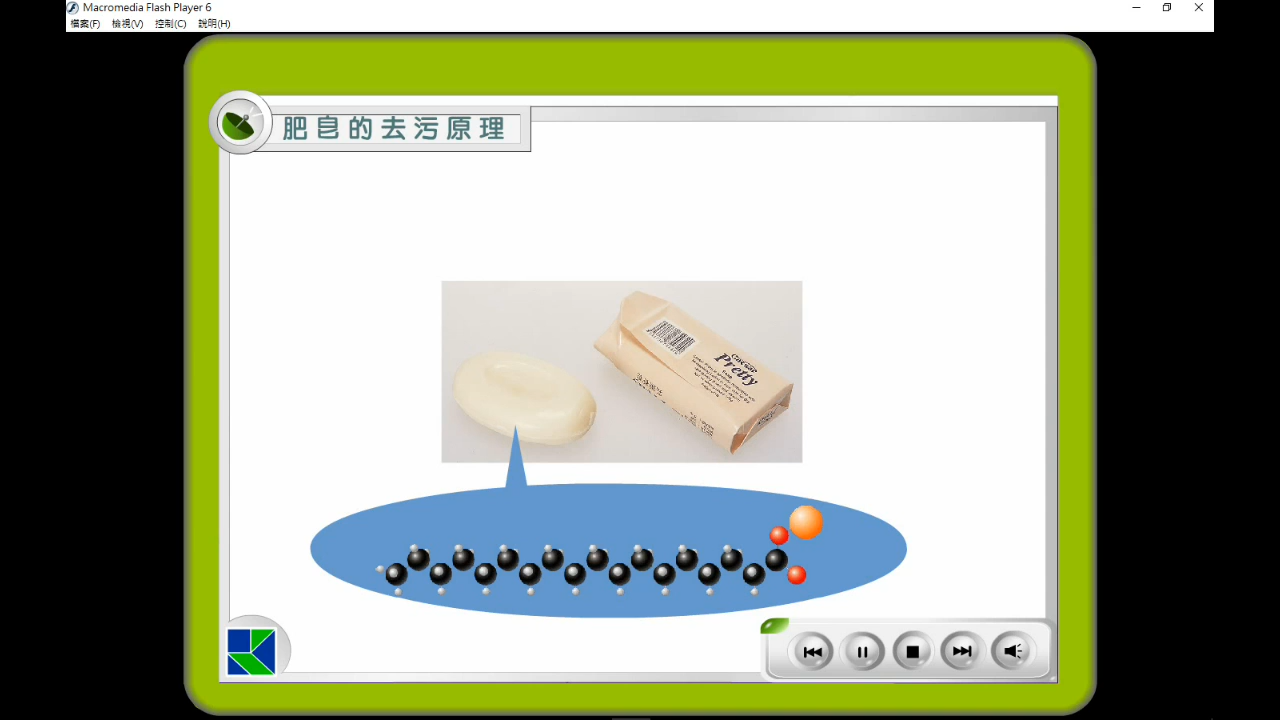 Macromedia Flash Player 6
檔案(F) 檢視(V) 控制(C) 說明(H)
肥皂的去污原理
Pretty